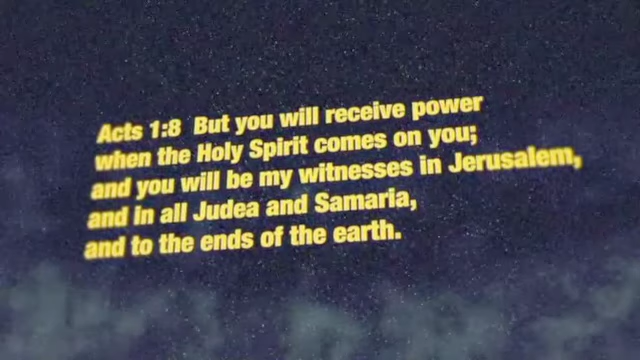 Acts 1:8 But you will receive power
when the Holy Spirit comes on you;
and you will be my witnesses in Jerusalem,
and in all Judea and Samaria,
and to the ends of the earth.